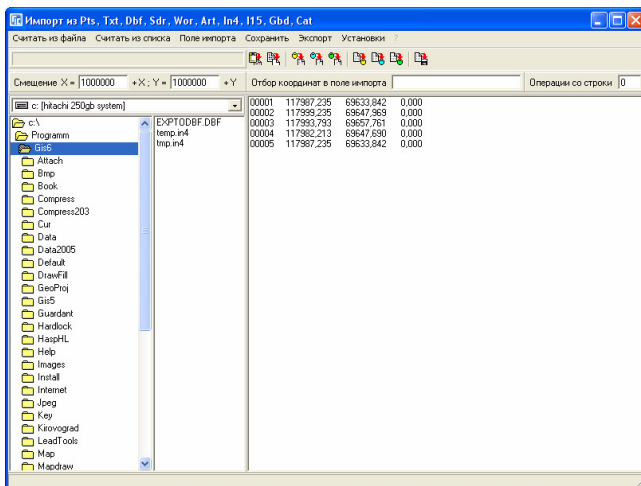 Импорт из Pts, Txt, Dbf, Sdr, Wor, Art, In4, I15, Gbd, Cat
Считать из файла Считать из списка Поле импорта Сохранить Экспорт Установки ?
Смещение X = 1000000 +X ; Y = 1000000 +Y Отбор координат в поле импорта Операции со строки 0
c: [hitachi 250gb system]
c:\
Programm
Gis6
Attach
Bmp
Book
Compress
Compress203
Cur
Data
Data2005
Default
DrawFill
GeoProj
Gis5
Guardant
Hardlock
HaspHL
Help
Images
Install
Internet
Jpeg
Key
Kirovograd
LeadTools
Map
Mapdraw
EXPTODBF.DBF
temp.in4
tmp.in4
00001 117987,235 69633,842 0,000
00002 117999,235 69647,969 0,000
00003 117993,793 69657,761 0,000
00004 117982,213 69647,690 0,000
00005 117987,235 69633,842 0,000